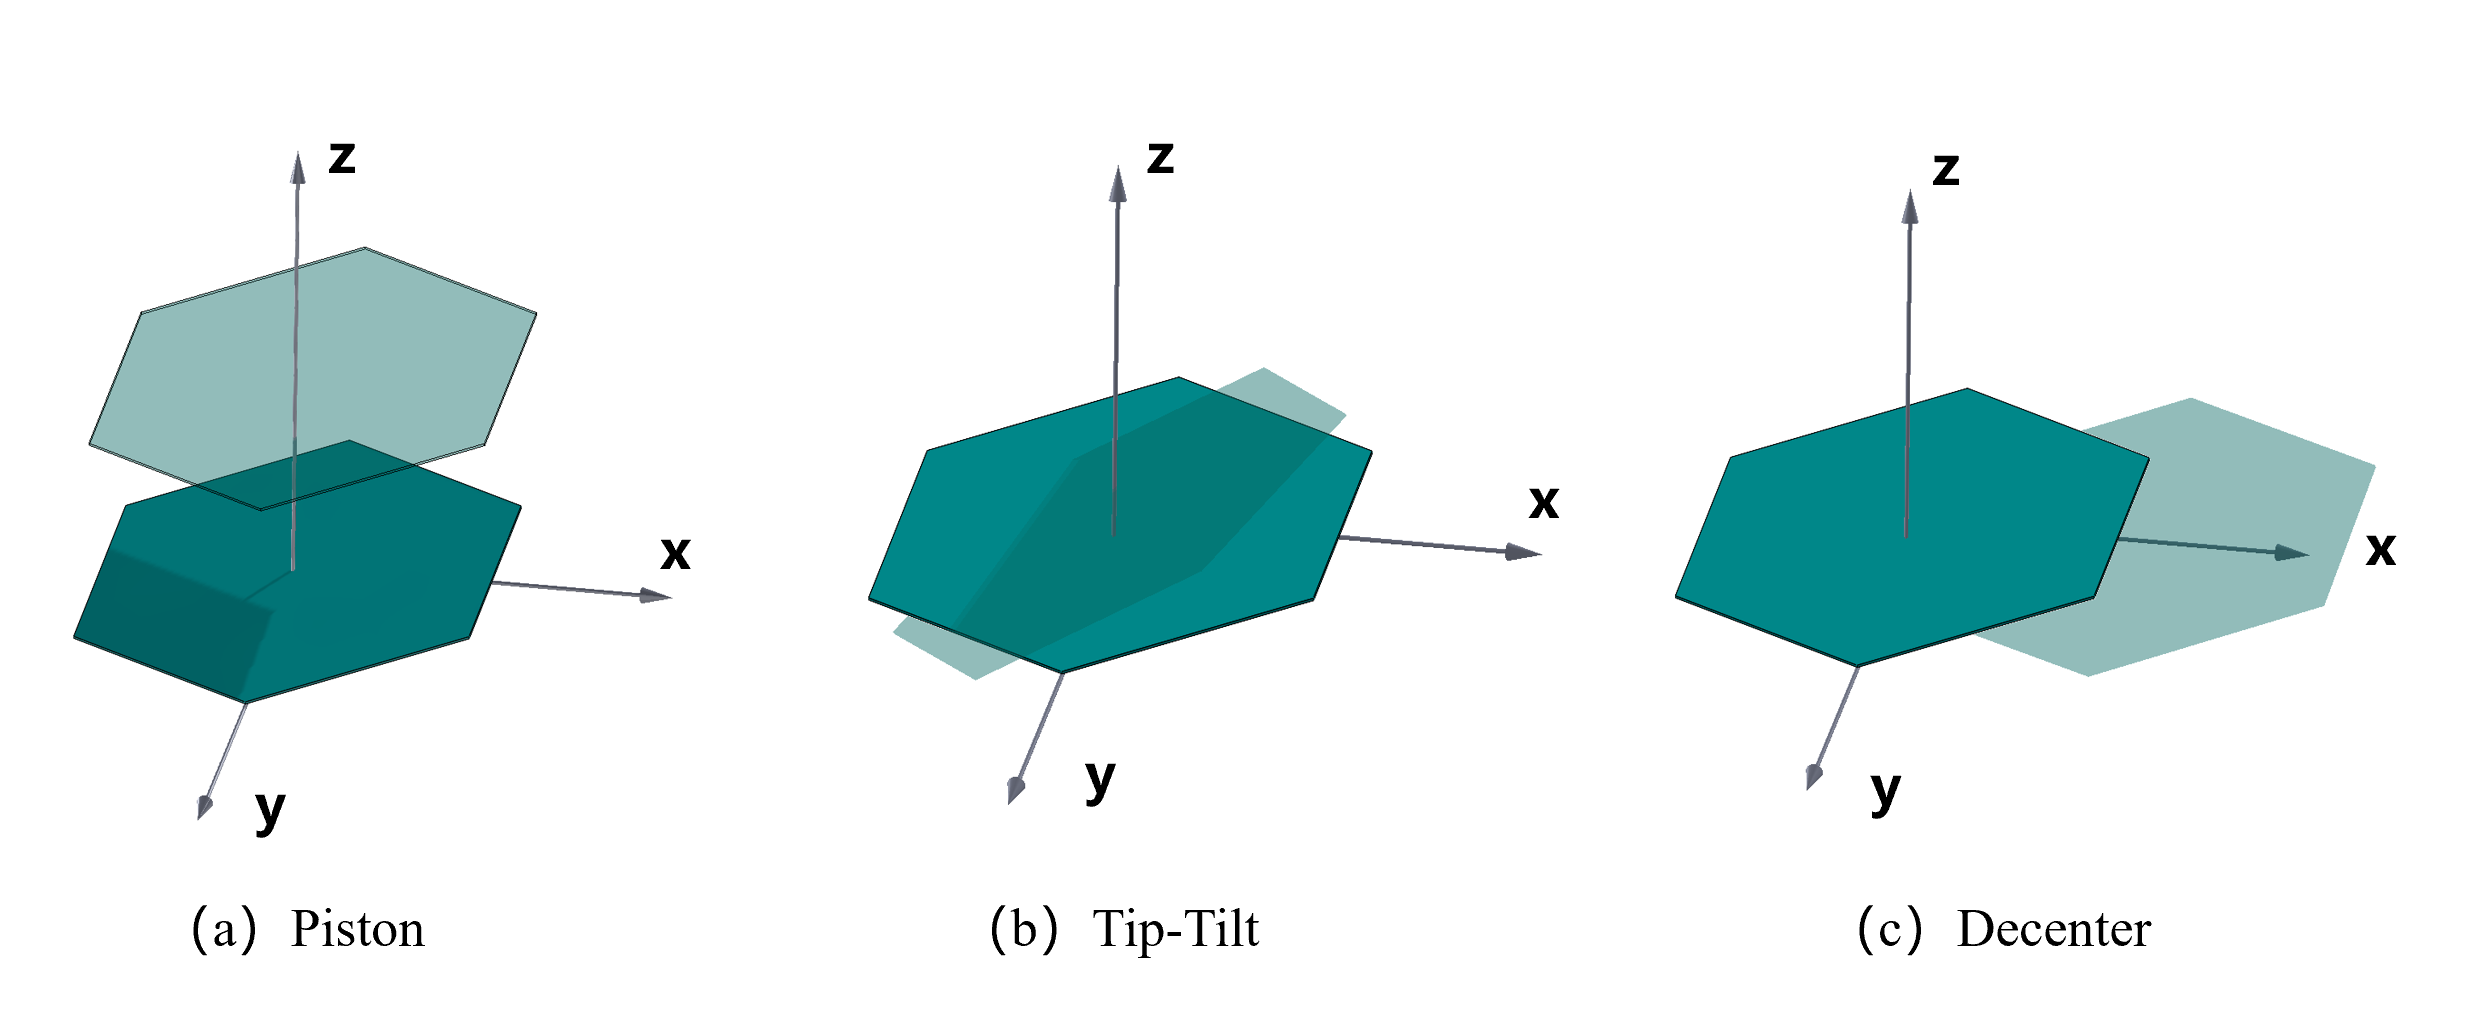 z
x
y
z
x
y
z
x
y
(a) Piston
(b) Tip-Tilt
(c) Decenter